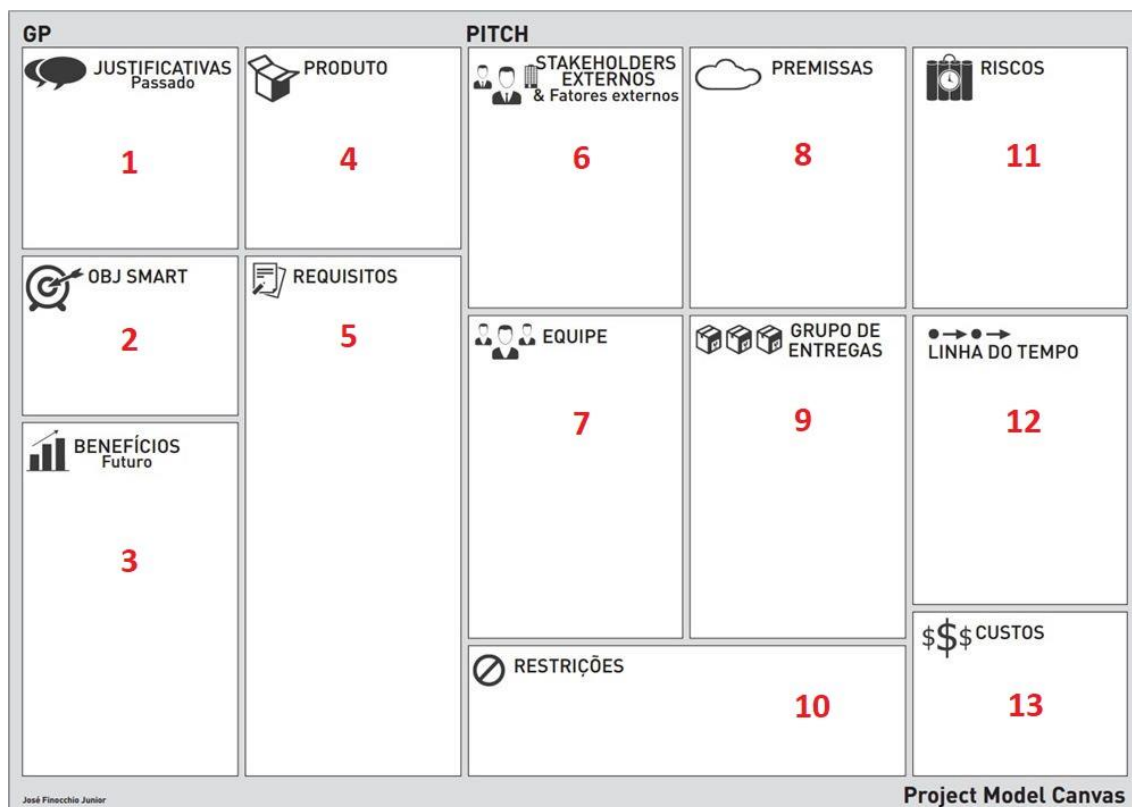 GP
PITCH
JUSTIFICATIVAS
Passado
1
OBJ SMART
2
BENEFÍCIOS
Futuro
3
PRODUTO
4
REQUISITOS
5
STAKEHOLDERS
EXTERNOS
& Fatores externos
6
EQUIPE
7
PREMISSAS
8
GRUPO DE
ENTREGAS
9
RESTRIÇÕES
10
RISCOS
11
LINHA DO TEMPO
12
$$$ CUSTOS
13
José Finocchio Junior
Project Model Canvas